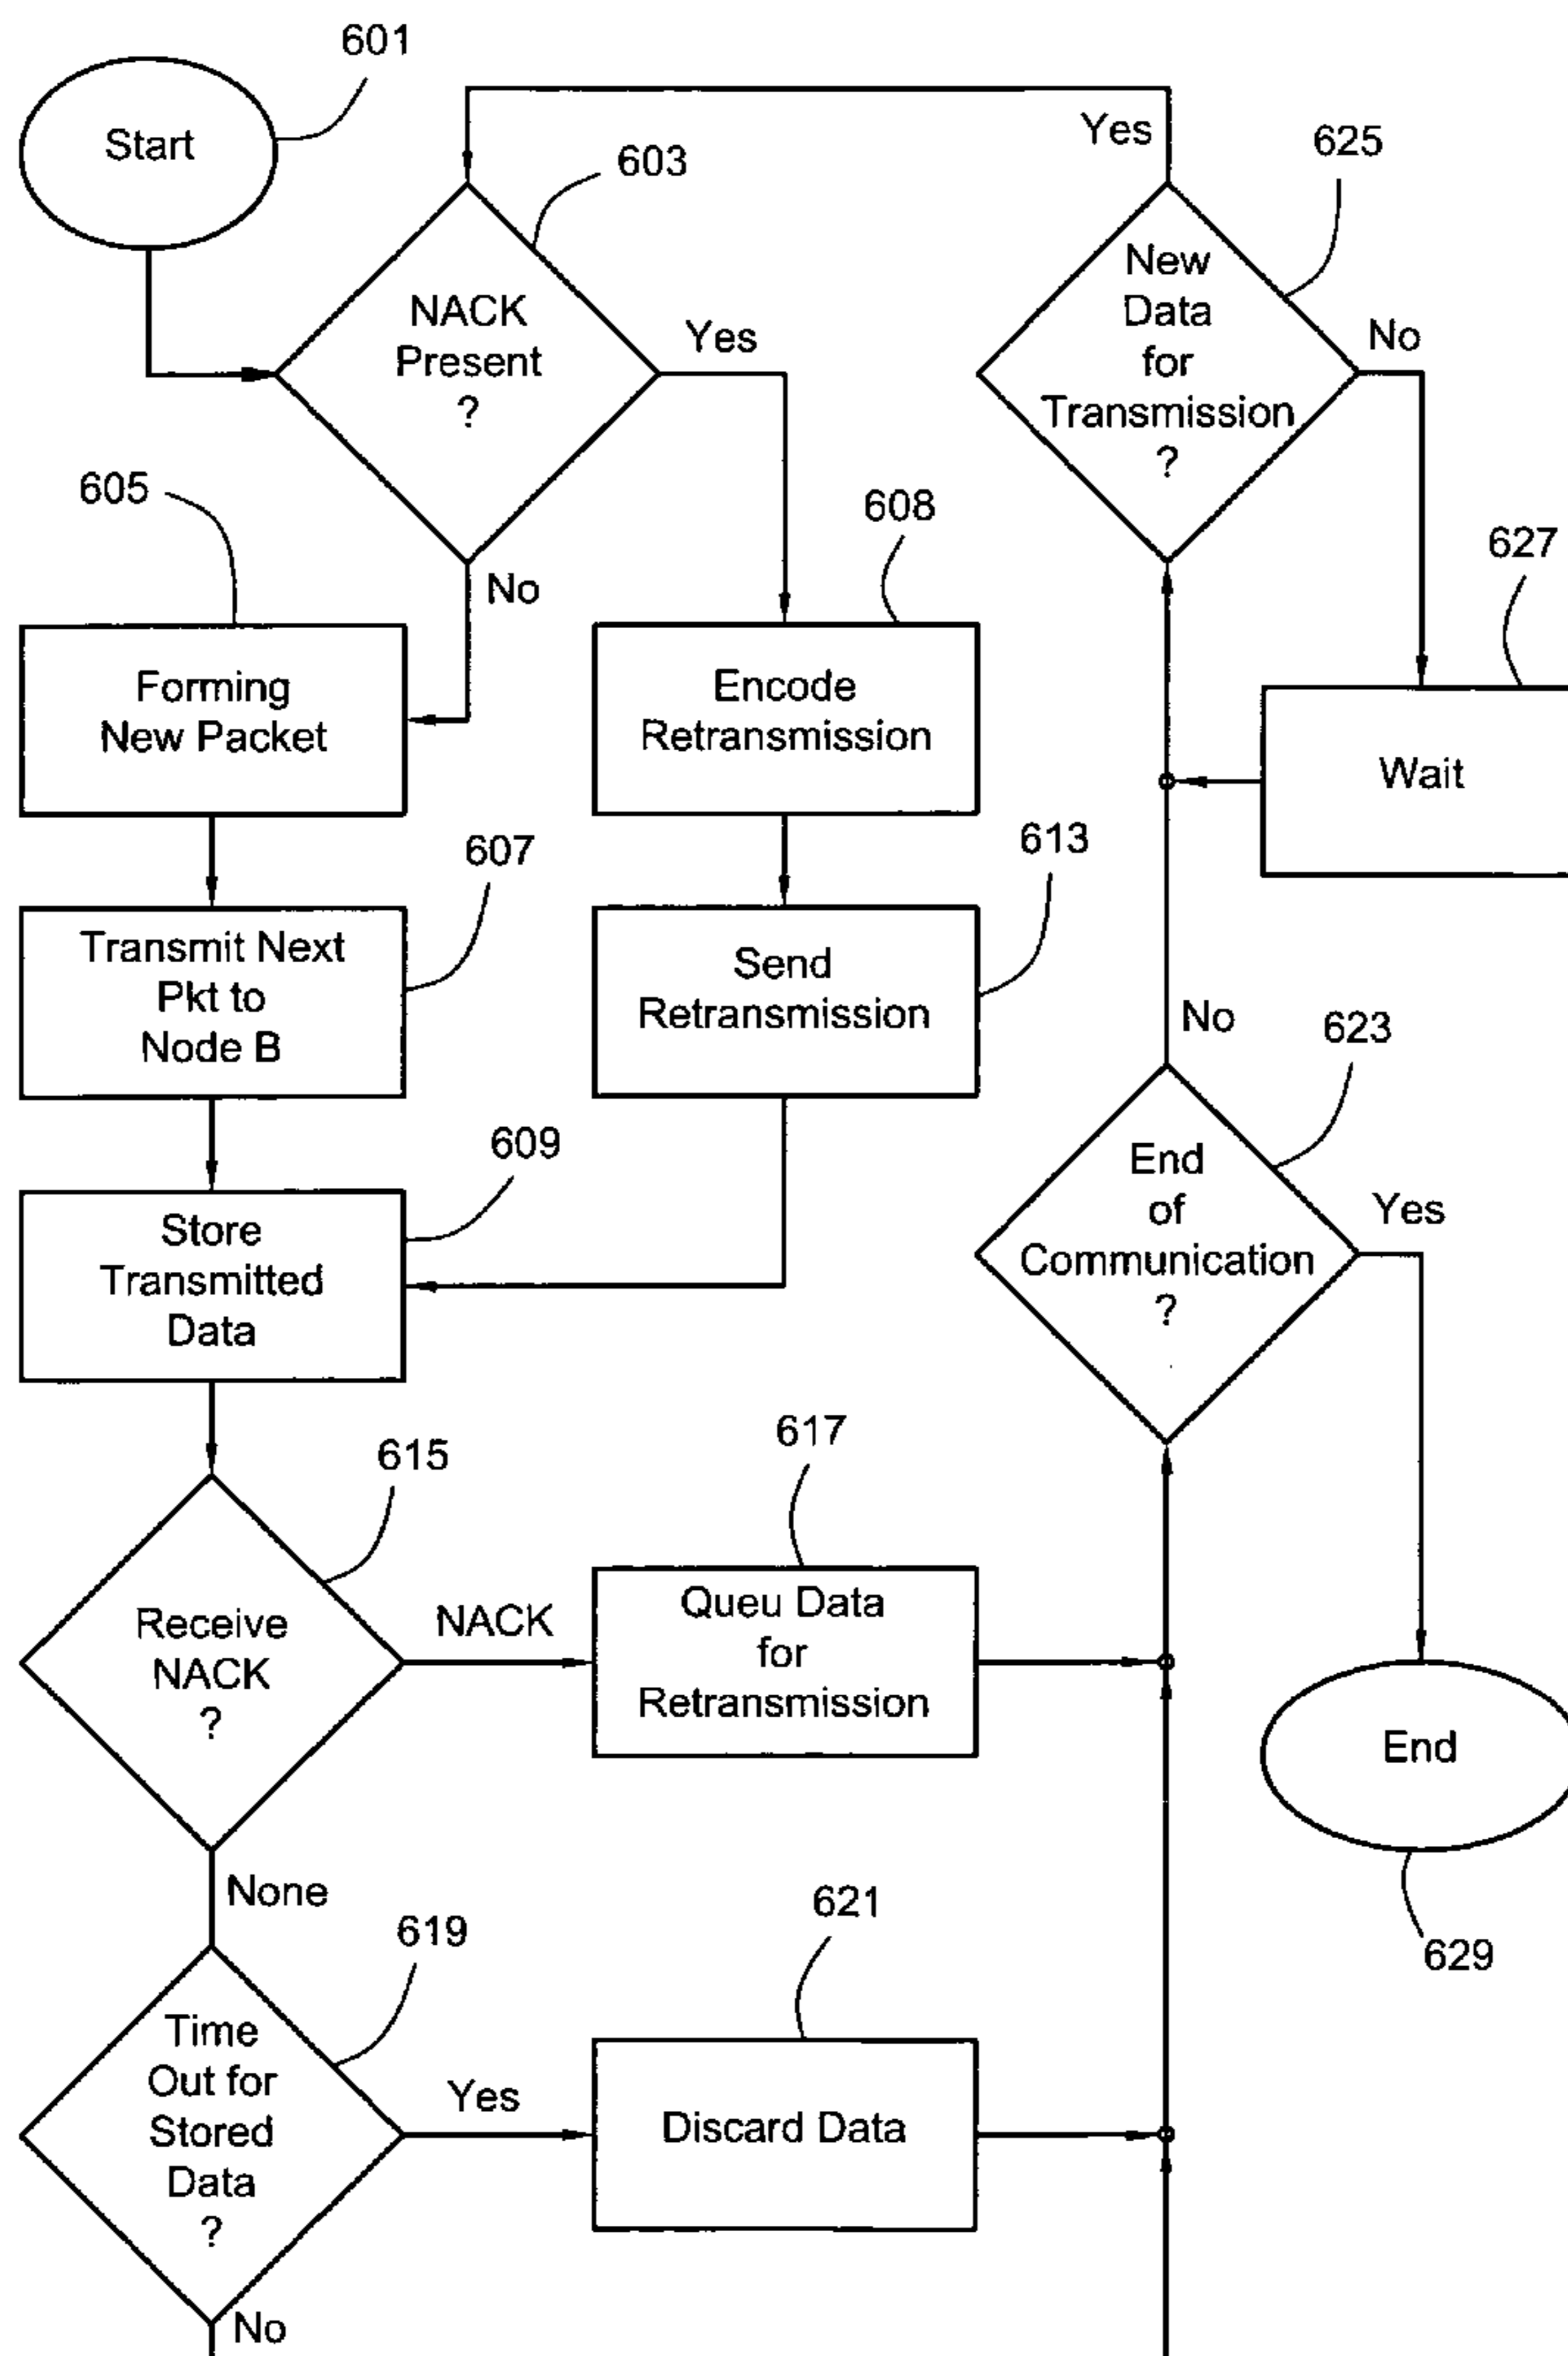 601
Start
603
NACK
Present
?
Yes
No
Yes
625
New
Data
for
Transmission
?
No
605
Forming
New Packet
608
Encode
Retransmission
627
Wait
607
Transmit Next
Pkt to
Node B
613
Send
Retransmission
609
Store
Transmitted
Data
No
623
End
of
Communication
?
Yes
615
Receive
NACK
?
NACK
617
Queu Data
for
Retransmission
End
629
None
619
Time
Out for
Stored
Data
?
Yes
621
Discard Data
No